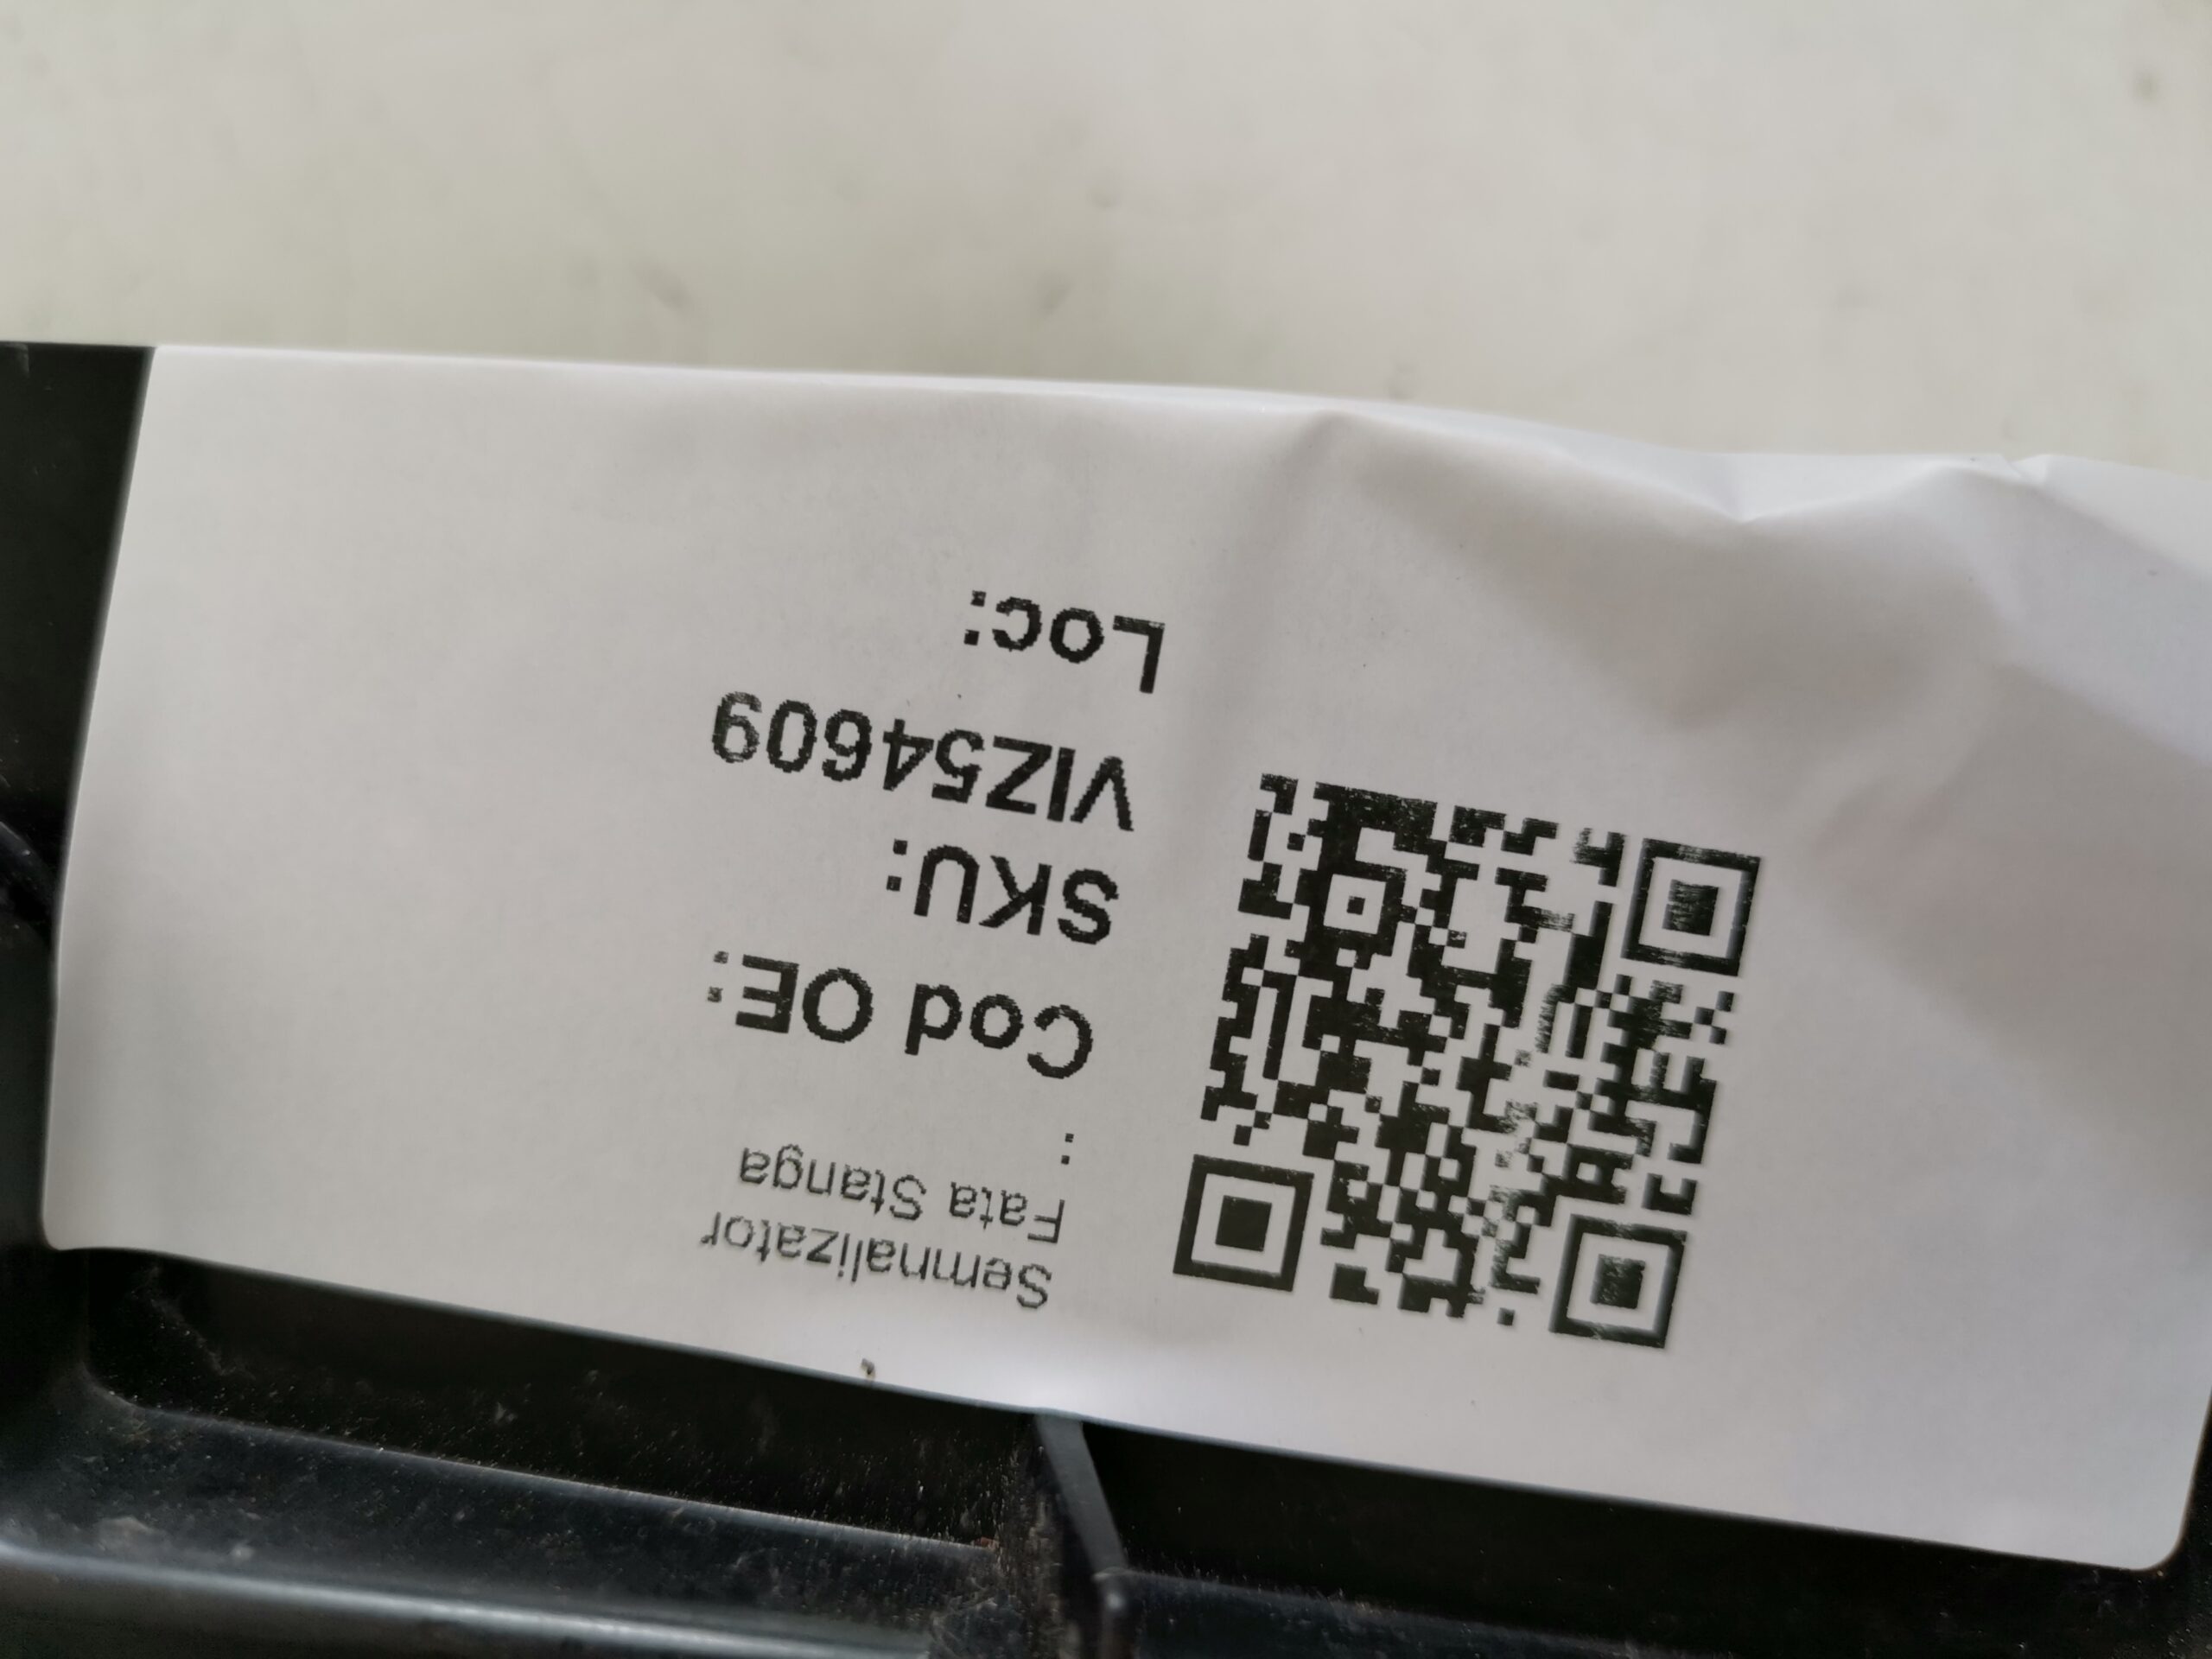 Semnalizator
Fata Stanga
:
Cod OE:
SKU:
VIZ54609
Loc: